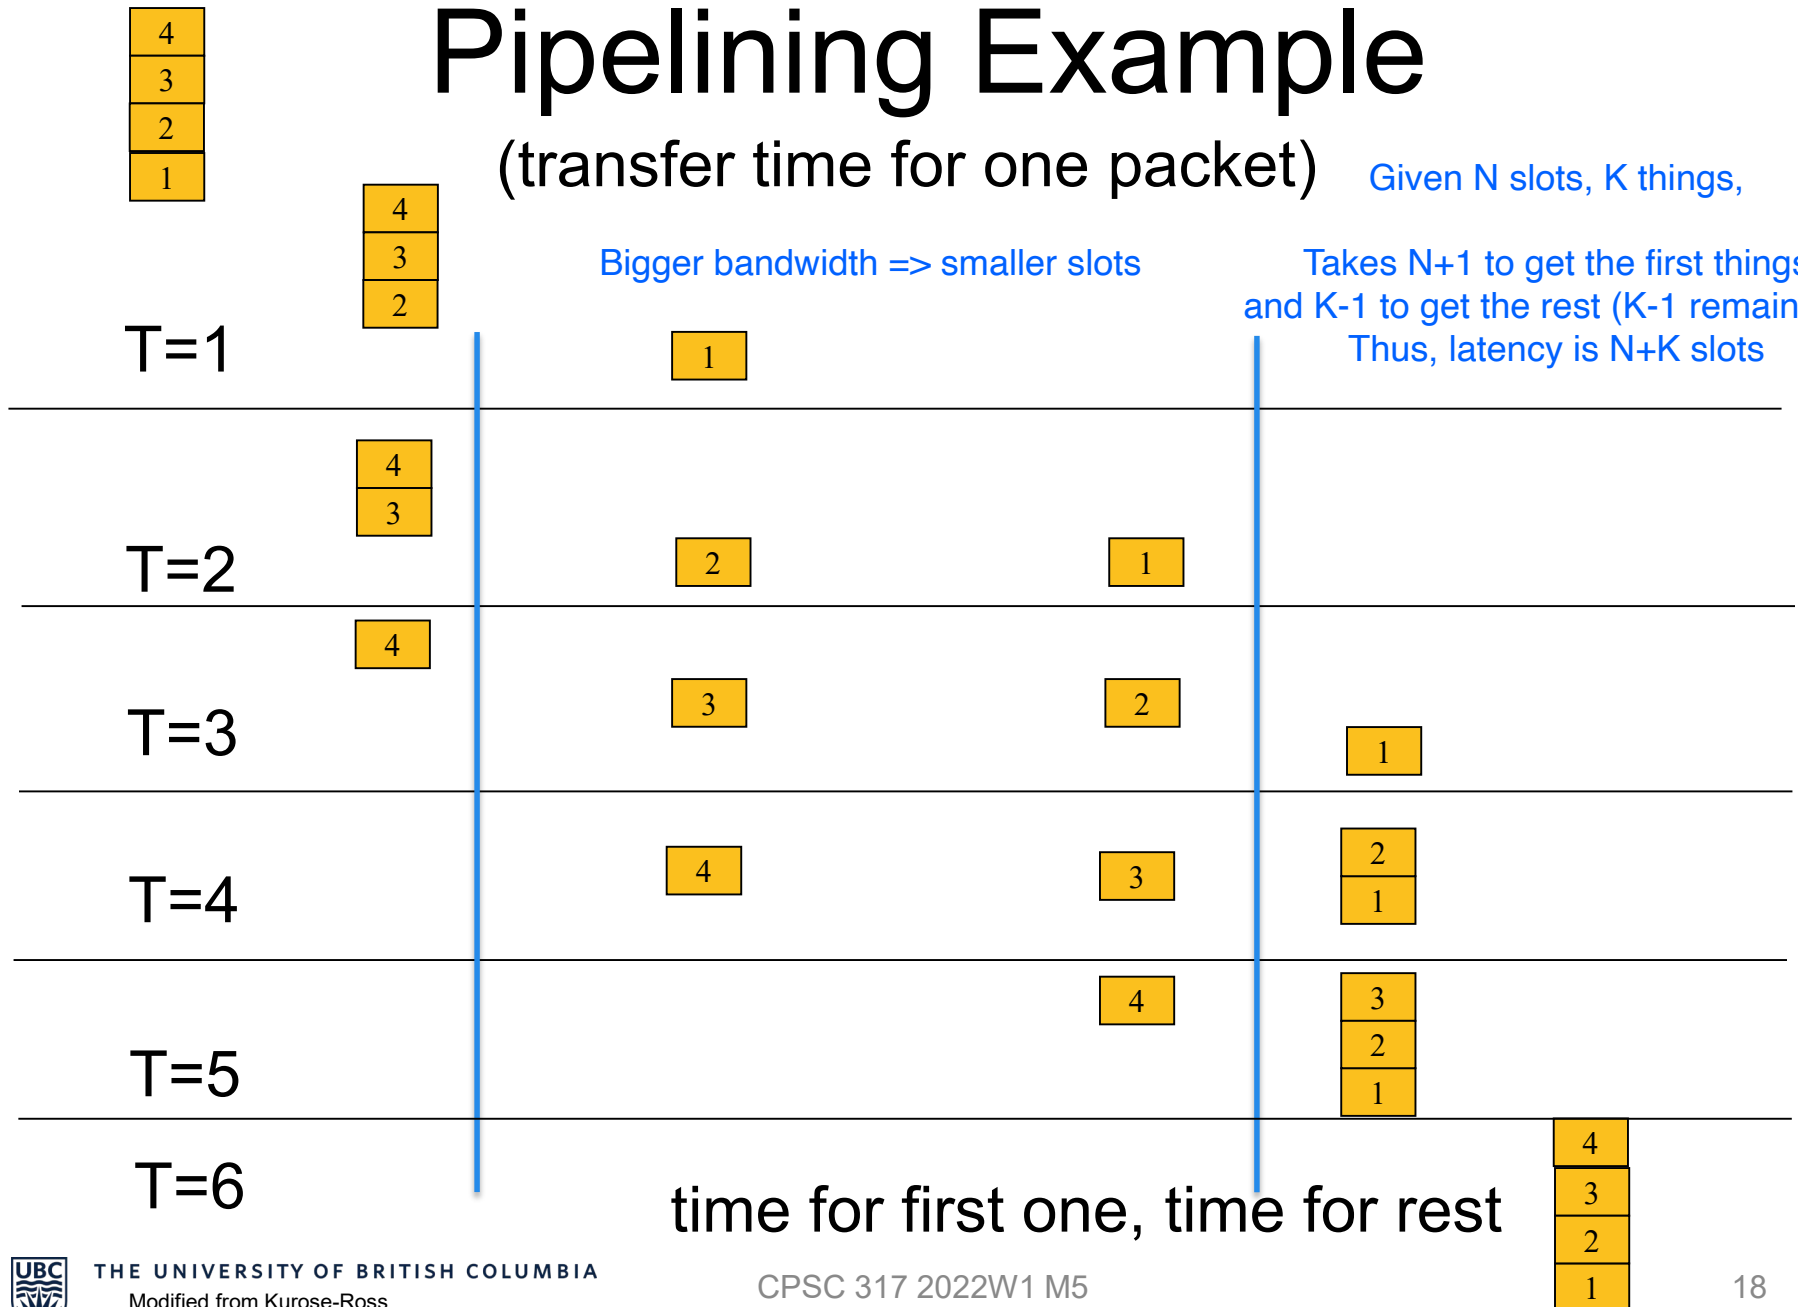 Pipelining Example
(transfer time for one packet)
Given N slots, K things,
Bigger bandwidth => smaller slots
Takes N+1 to get the first things
and K-1 to get the rest (K-1 remain
Thus, latency is N+K slots
4
3
2
1
4
3
2
T=1
1
4
3
T=2
2
1
4
T=3
3
2
1
T=4
4
3
2
1
T=5
4
3
2
1
T=6
time for first one, time for rest
4
3
2
1
UBC
THE UNIVERSITY OF BRITISH COLUMBIA
Modified from Kurose-Ross
CPSC 317 2022W1 M5
18